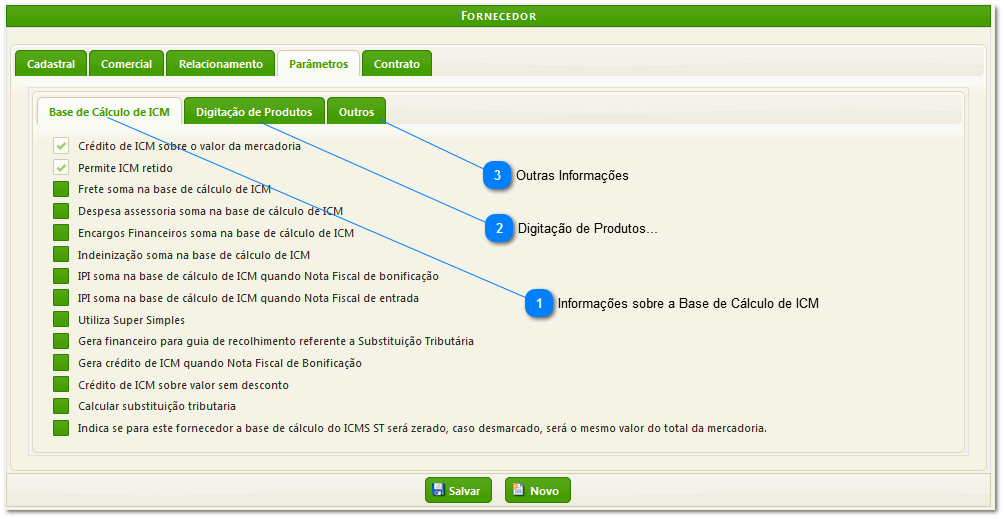 FORNECEDOR
Cadastral Comercial Relacionamento Parâmetros Contrato
Base de Cálculo de ICM Digitação de Produtos Outros
Crédito de ICM sobre o valor da mercadoria
Permite ICM retido
3 Outras Informações
Frete soma na base de cálculo de ICM
Despesa assessoria soma na base de cálculo de ICM
2 Digitação de Produtos...
Encargos Financeiros soma na base de cálculo de ICM
Indeinização soma na base de cálculo de ICM
IPI soma na base de cálculo de ICM quando Nota Fiscal de bonificação
IPI soma na base de cálculo de ICM quando Nota Fiscal de entrada
1 Informações sobre a Base de Cálculo de ICM
Utiliza Super Simples
Gera financeiro para guia de recolhimento referente a Substituição Tributária
Gera crédito de ICM quando Nota Fiscal de Bonificação
Crédito de ICM sobre valor sem desconto
Calcular substituição tributaria
Indica se para este fornecedor a base de cálculo do ICMS ST será zerado, caso desmarcado, será o mesmo valor do total da mercadoria.
Salvar Novo